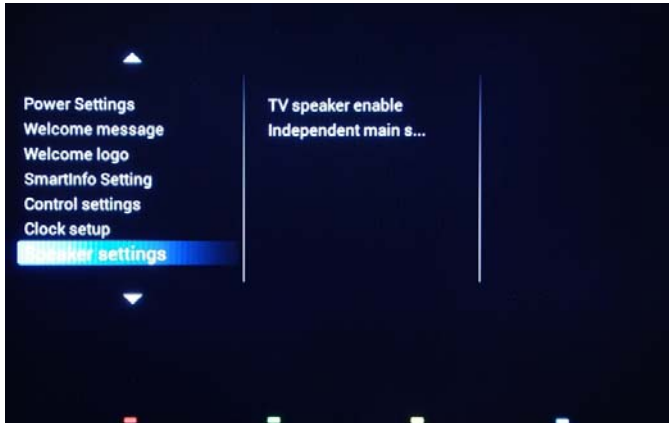 Power Settings
Welcome message
Welcome logo
SmartInfo Setting
Control settings
Clock setup
Speaker settings
TV speaker enable
Independent main s...